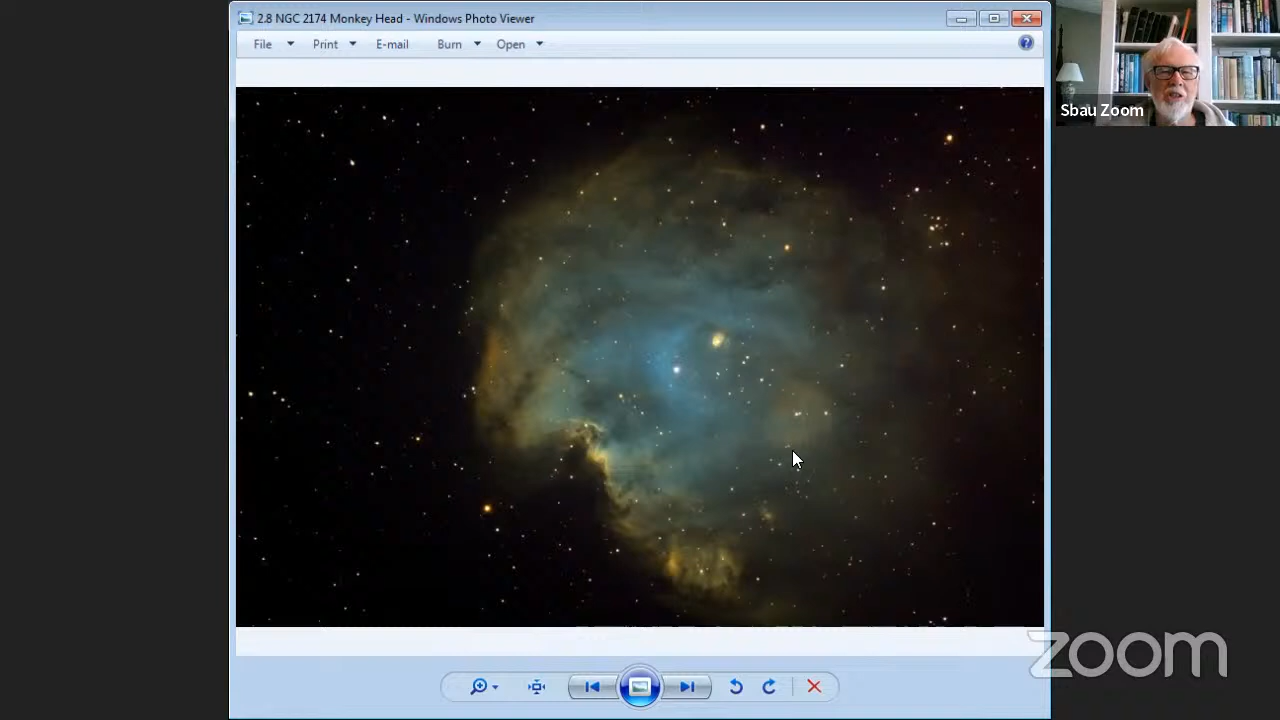 2.8 NGC 2174 Monkey Head - Windows Photo Viewer
File Print E-mail Burn Open
Sbau Zoom
zoom